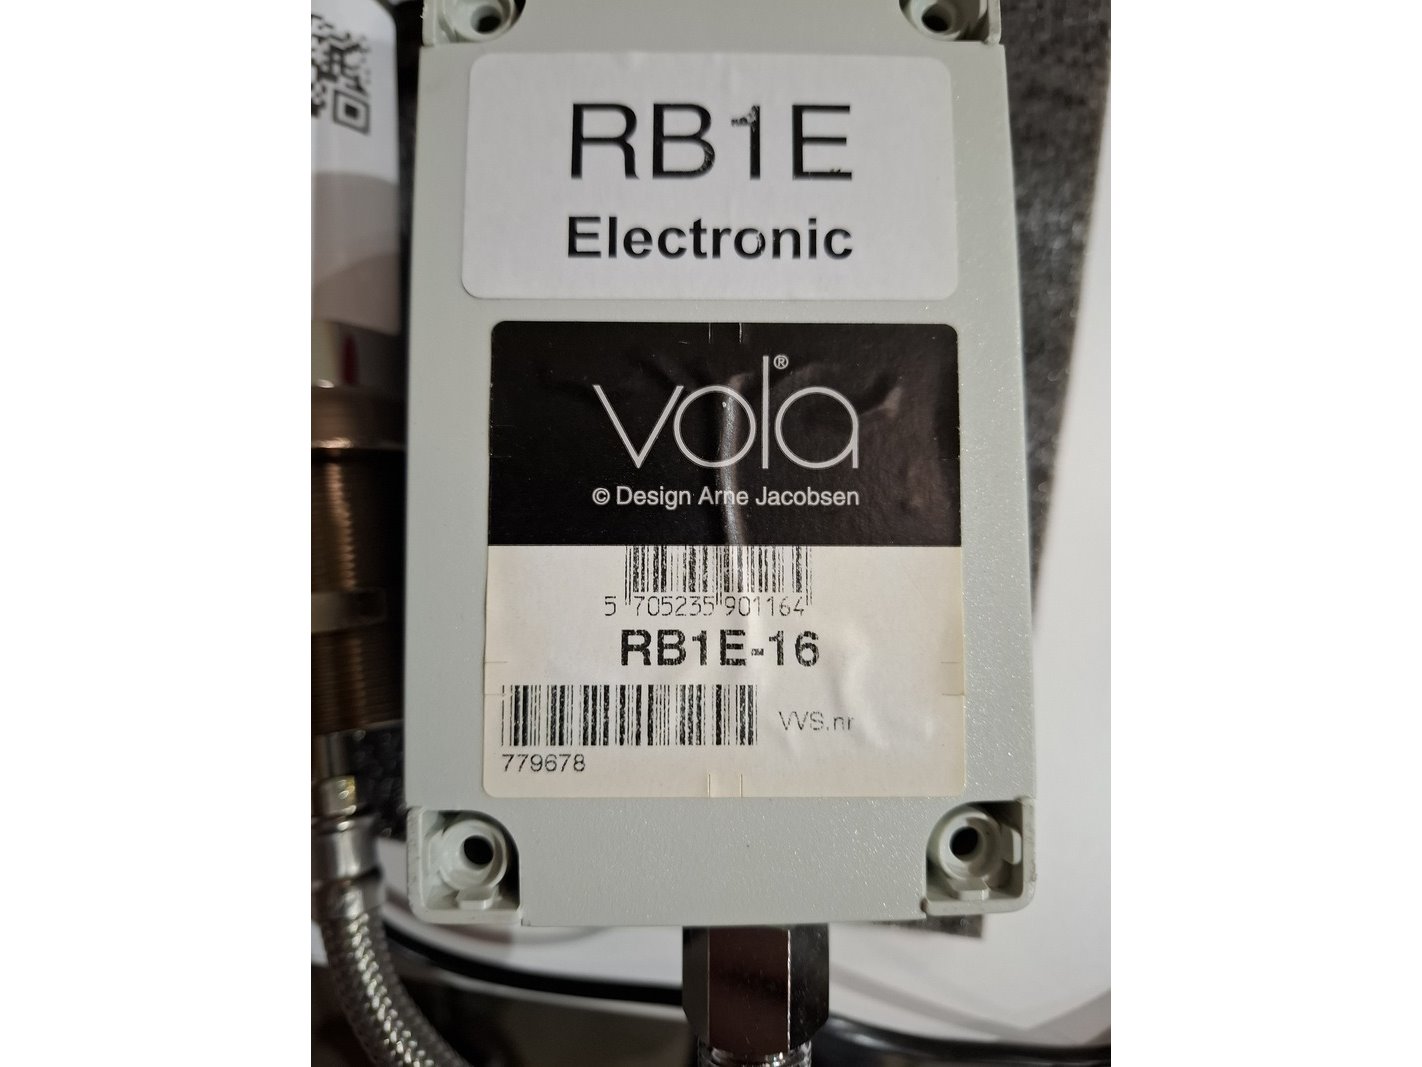 RB1E
Electronic
vola®
© Design Arne Jacobsen
5 705235 901164
RB1E-16
VVS.nr
779678